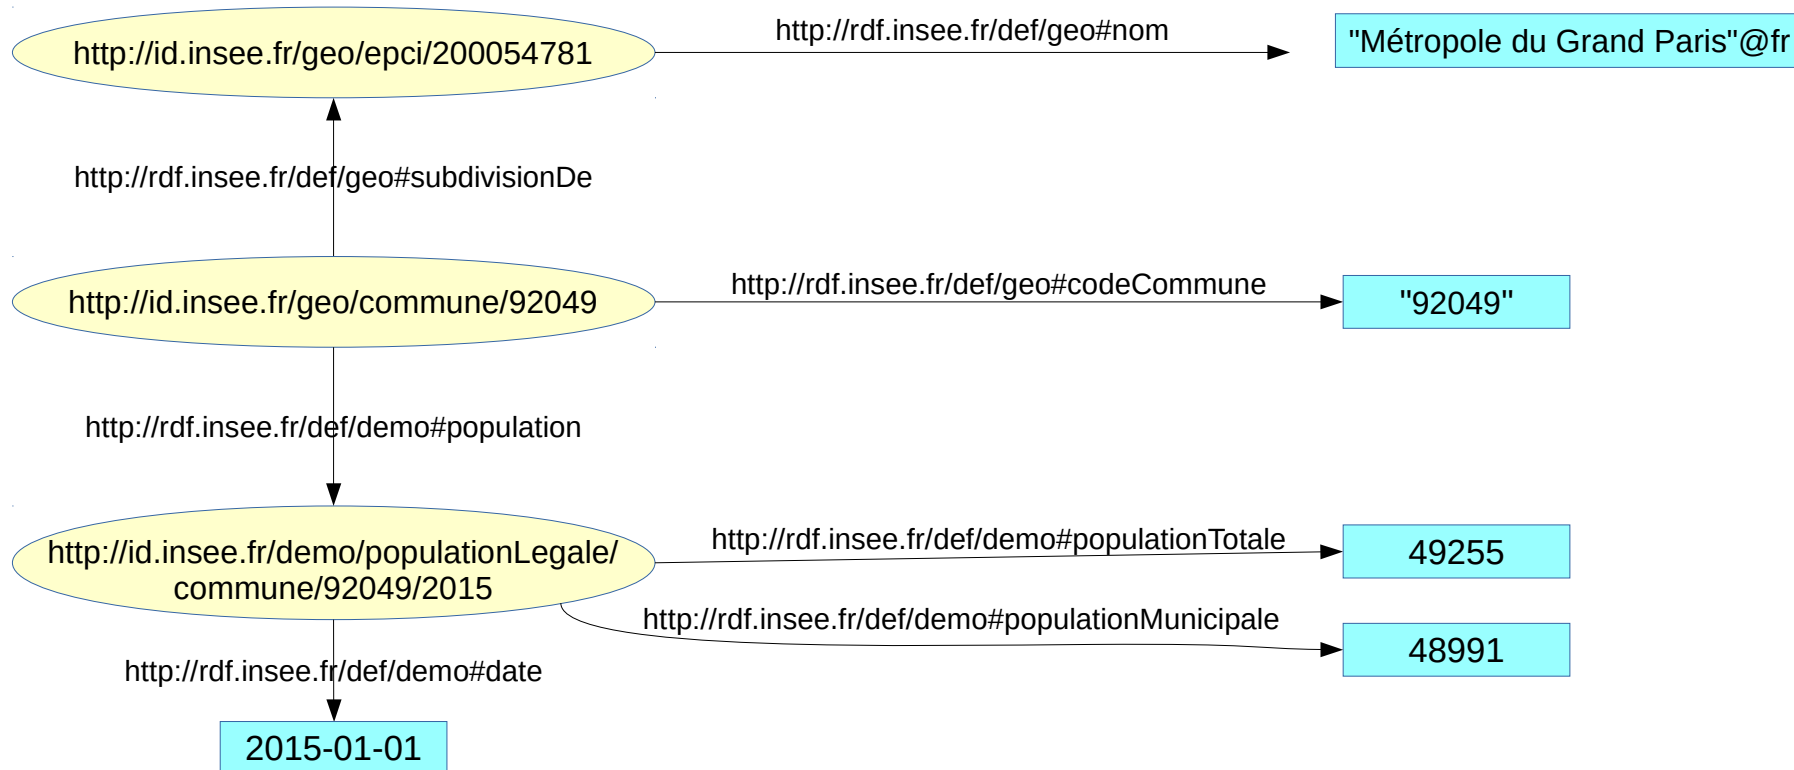 http://id.insee.fr/geo/epci/200054781
http://rdf.insee.fr/def/geo#nom
"Métropole du Grand Paris"@fr
http://rdf.insee.fr/def/geo#subdivisionDe
http://id.insee.fr/geo/commune/92049
http://rdf.insee.fr/def/geo#codeCommune
"92049"
http://rdf.insee.fr/def/demo#population
http://id.insee.fr/demo/populationLegale/
commune/92049/2015
http://rdf.insee.fr/def/demo#populationTotale
49255
http://rdf.insee.fr/def/demo#populationMunicipale
48991
http://rdf.insee.fr/def/demo#date
2015-01-01